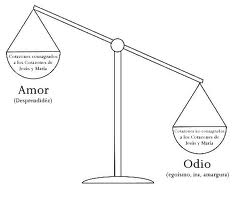 Corazones consagrados
a los Corazones de
Jesús y María
Amor
(Desprendidéz)
Corazones no consagrados
a los Corazones de
Jesús y María
Odio
(egoísmo, ira, amargura)